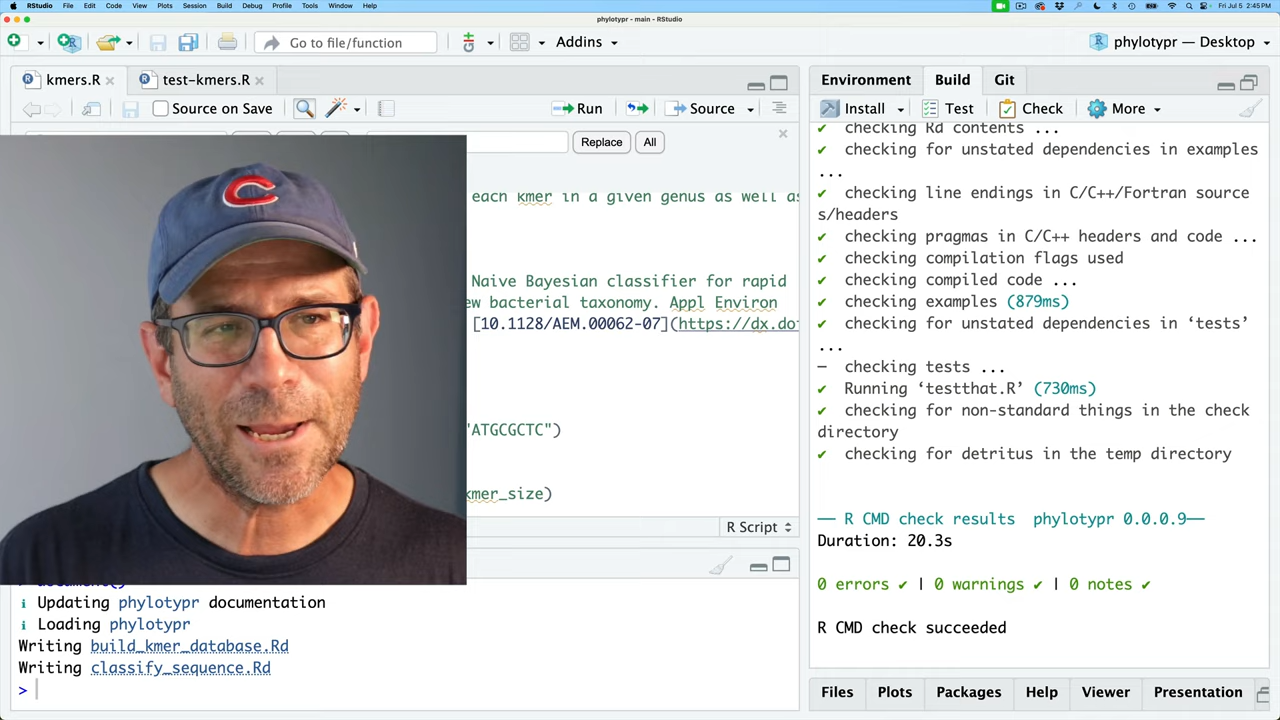 RStudio File Edit Code View Plots Session Build Debug Profile Tools Window Help
Fri Jul 5 2:45 PM
phylotypr - main - RStudio
Go to file/function
Addins
phylotypr — Desktop
kmers.R
test-kmers.R
Source on Save
Run
Source
Replace
All
each kmer in a given genus as well as
Naive Bayesian classifier for rapid
w bacterial taxonomy. Appl Environ
[10.1128/AEM.00062-07](https://dx.do
"ATGCGCTC")
kmer_size)
R Script
document()
i Updating phylotypr documentation
i Loading phylotypr
Writing build_kmer_database.Rd
Writing classify_sequence.Rd
>
Environment Build Git
Install Test Check More
✔ checking Rd contents ...
✔ checking for unstated dependencies in examples
...
✔ checking line endings in C/C++/Fortran source
s/headers
✔ checking pragmas in C/C++ headers and code ...
✔ checking compilation flags used
✔ checking compiled code ...
✔ checking examples (879ms)
✔ checking for unstated dependencies in ‘tests’
...
— checking tests ...
✔ Running ‘testthat.R’ (730ms)
✔ checking for non-standard things in the check
directory
✔ checking for detritus in the temp directory
── R CMD check results phylotypr 0.0.0.9──
Duration: 20.3s
0 errors ✔ | 0 warnings ✔ | 0 notes ✔
R CMD check succeeded
Files Plots Packages Help Viewer Presentation
C